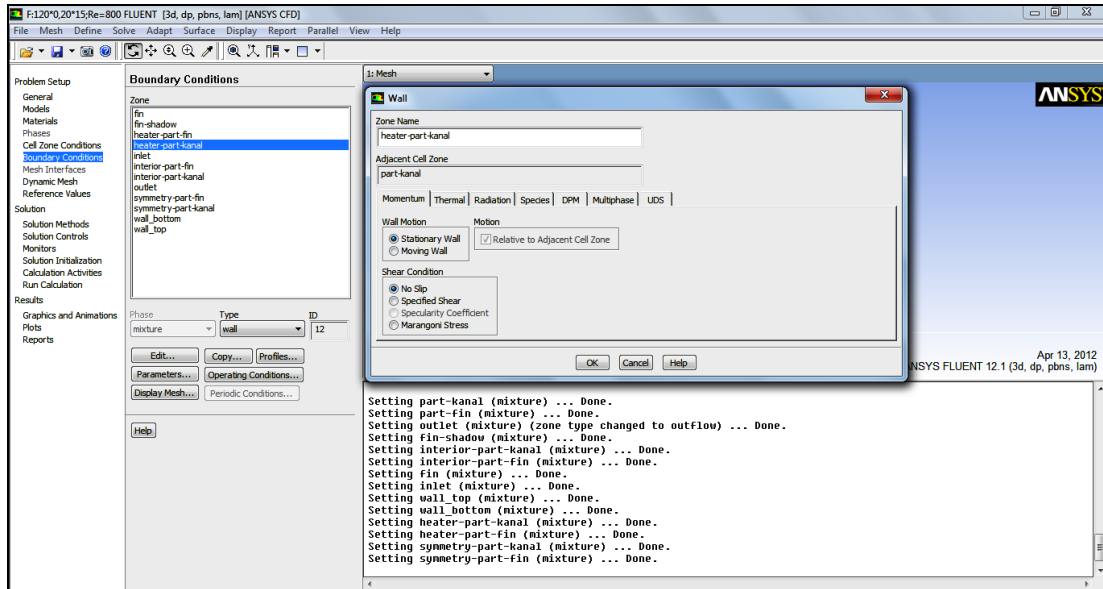 F:120*0,20*15;Re=800 FLUENT [3d, dp, pbns, lam] [ANSYS CFD]
File Mesh Define Solve Adapt Surface Display Report Parallel View Help
Problem Setup
General
Models
Materials
Phases
Cell Zone Conditions
Boundary Conditions
Mesh Interfaces
Dynamic Mesh
Reference Values
Solution
Solution Methods
Solution Controls
Monitors
Solution Initialization
Calculation Activities
Run Calculation
Results
Graphics and Animations
Plots
Reports
Boundary Conditions
Zone
fin
fin-shadow
heater-part-fin
heater-part-kanal
inlet
interior-part-fin
interior-part-kanal
outlet
symmetry-part-fin
symmetry-part-kanal
wall_bottom
wall_top
Phase Type ID
mixture wall 12
Edit... Copy... Profiles...
Parameters... Operating Conditions...
Display Mesh... Periodic Conditions...
Help
1: Mesh
ANSYS
Wall
Zone Name
heater-part-kanal
Adjacent Cell Zone
part-kanal
Momentum Thermal Radiation Species DPM Multiphase UDS
Wall Motion Motion
Stationary Wall Relative to Adjacent Cell Zone
Moving Wall
Shear Condition
No Slip
Specified Shear
Specularity Coefficient
Marangoni Stress
OK Cancel Help
Apr 13, 2012
NSYS FLUENT 12.1 (3d, dp, pbns, lam)
Setting part-kanal (mixture) ... Done.
Setting part-fin (mixture) ... Done.
Setting outlet (mixture) (zone type changed to outflow) ... Done.
Setting fin-shadow (mixture) ... Done.
Setting interior-part-kanal (mixture) ... Done.
Setting interior-part-fin (mixture) ... Done.
Setting fin (mixture) ... Done.
Setting inlet (mixture) ... Done.
Setting wall_top (mixture) ... Done.
Setting wall_bottom (mixture) ... Done.
Setting heater-part-kanal (mixture) ... Done.
Setting heater-part-fin (mixture) ... Done.
Setting symmetry-part-kanal (mixture) ... Done.
Setting symmetry-part-fin (mixture) ... Done.